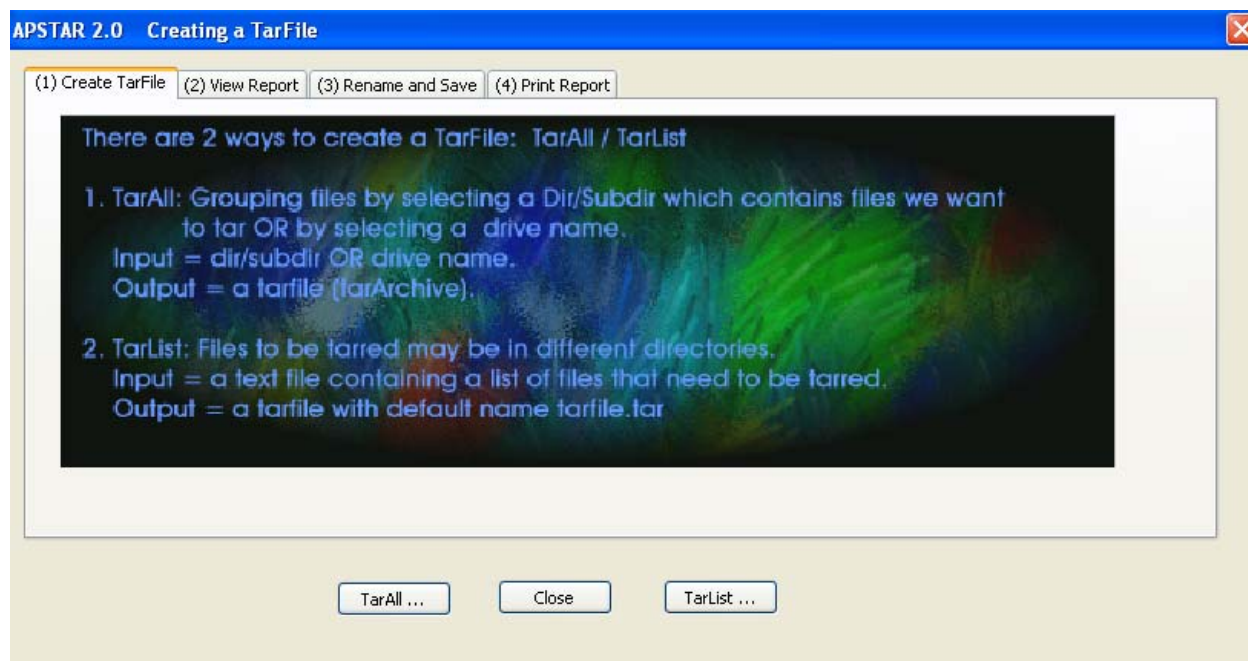 APSTAR 2.0 Creating a TarFile
(1) Create TarFile (2) View Report (3) Rename and Save (4) Print Report
There are 2 ways to create a TarFile: TarAll / TarList
1. TarAll: Grouping files by selecting a Dir/Subdir which contains files we want
to tar OR by selecting a drive name.
Input = dir/subdir OR drive name.
Output = a tarfile (tarArchive).
2. TarList: Files to be tarred may be in different directories.
Input = a text file containing a list of files that need to be tarred.
Output = a tarfile with default name tarfile.tar
TarAll ... Close TarList ...